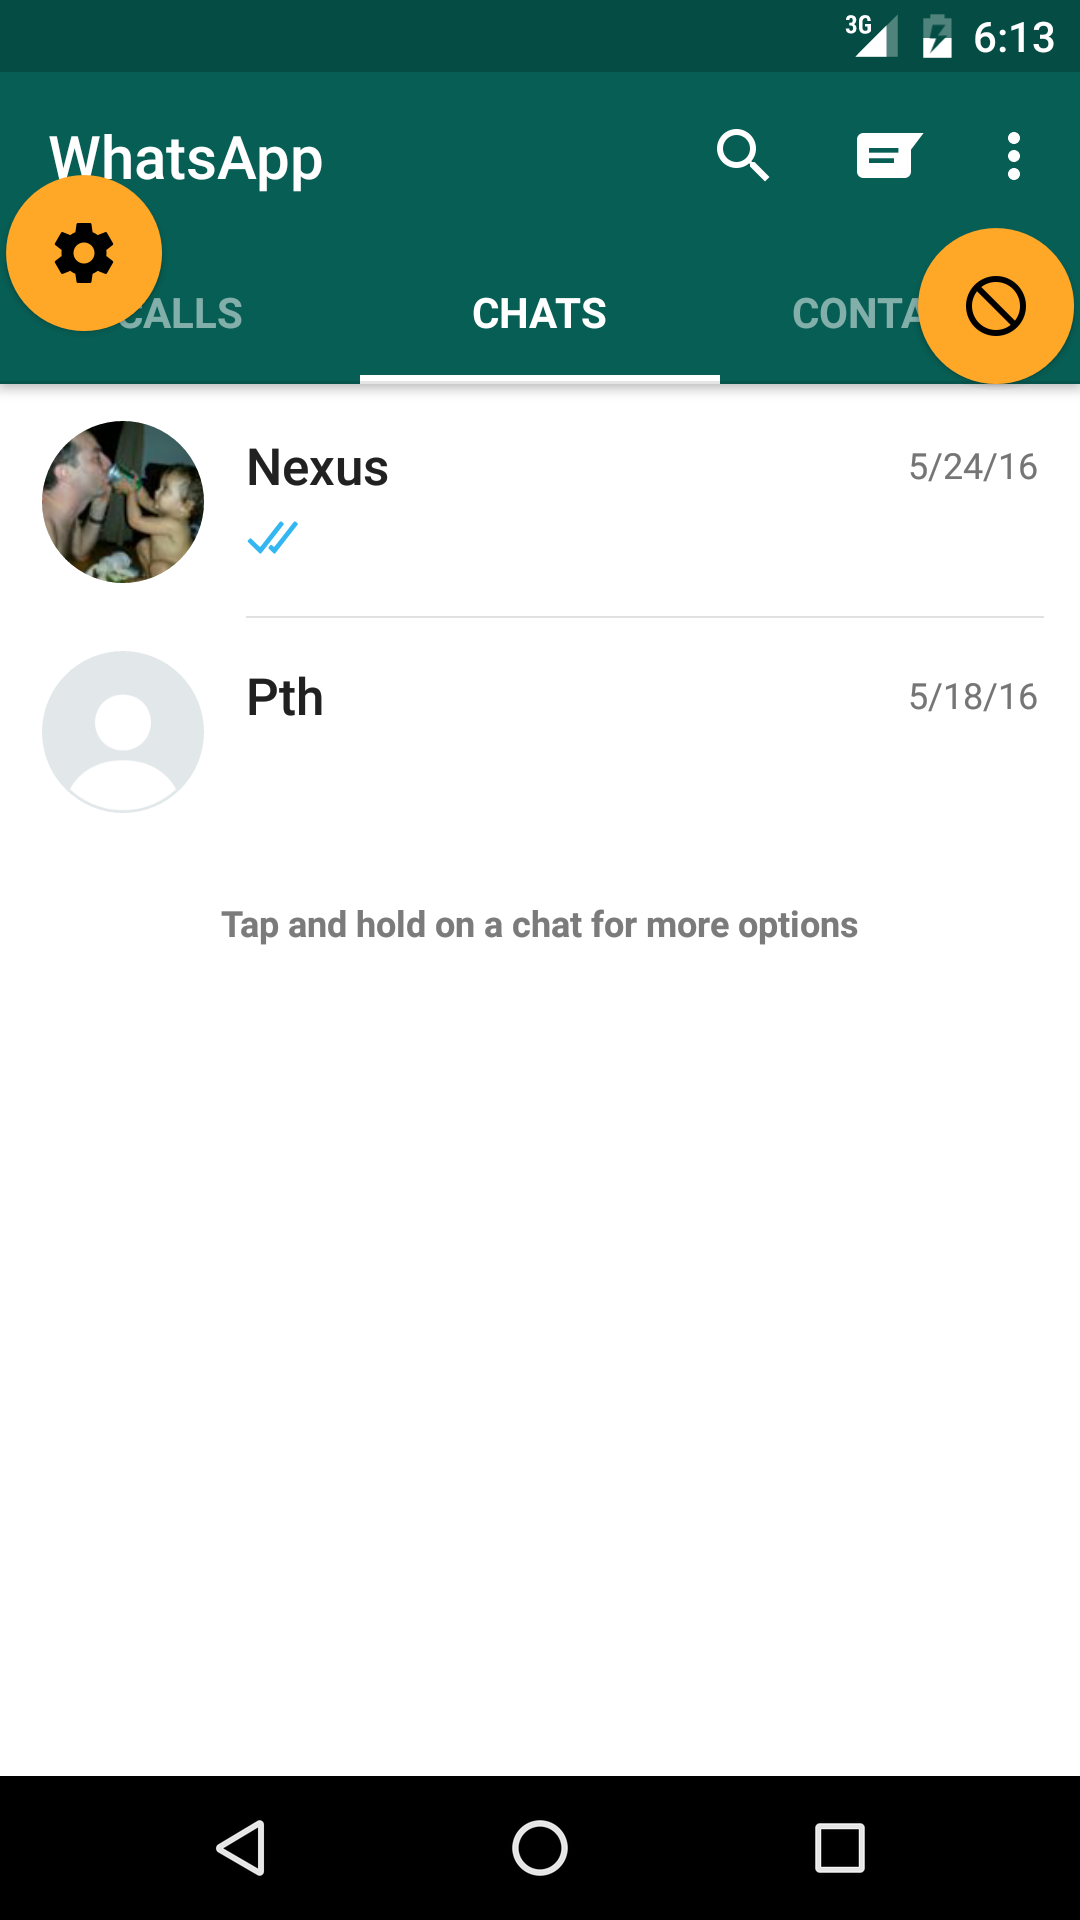 3G 6:13
WhatsApp
CALLS CHATS CONTA
Nexus 5/24/16
Pth 5/18/16
Tap and hold on a chat for more options